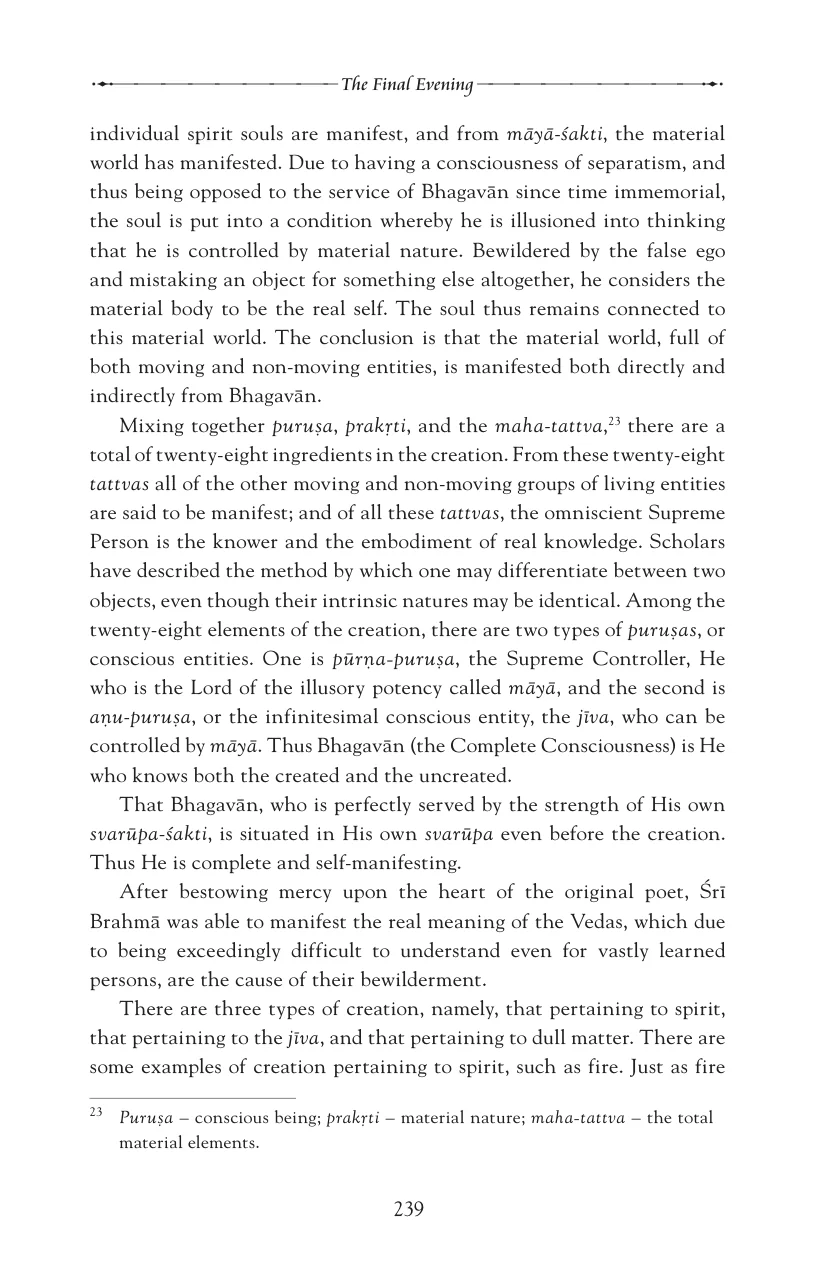 The Final Evening
individual spirit souls are manifest, and from māyā-śakti, the material
world has manifested. Due to having a consciousness of separatism, and
thus being opposed to the service of Bhagavān since time immemorial,
the soul is put into a condition whereby he is illusioned into thinking
that he is controlled by material nature. Bewildered by the false ego
and mistaking an object for something else altogether, he considers the
material body to be the real self. The soul thus remains connected to
this material world. The conclusion is that the material world, full of
both moving and non-moving entities, is manifested both directly and
indirectly from Bhagavān.
Mixing together puruṣa, prakṛti, and the maha-tattva,23 there are a
total of twenty-eight ingredients in the creation. From these twenty-eight
tattvas all of the other moving and non-moving groups of living entities
are said to be manifest; and of all these tattvas, the omniscient Supreme
Person is the knower and the embodiment of real knowledge. Scholars
have described the method by which one may differentiate between two
objects, even though their intrinsic natures may be identical. Among the
twenty-eight elements of the creation, there are two types of puruṣas, or
conscious entities. One is pūrṇa-puruṣa, the Supreme Controller, He
who is the Lord of the illusory potency called māyā, and the second is
aṇu-puruṣa, or the infinitesimal conscious entity, the jīva, who can be
controlled by māyā. Thus Bhagavān (the Complete Consciousness) is He
who knows both the created and the uncreated.
That Bhagavān, who is perfectly served by the strength of His own
svarūpa-śakti, is situated in His own svarūpa even before the creation.
Thus He is complete and self-manifesting.
After bestowing mercy upon the heart of the original poet, Śrī
Brahmā was able to manifest the real meaning of the Vedas, which due
to being exceedingly difficult to understand even for vastly learned
persons, are the cause of their bewilderment.
There are three types of creation, namely, that pertaining to spirit,
that pertaining to the jīva, and that pertaining to dull matter. There are
some examples of creation pertaining to spirit, such as fire. Just as fire
23 Puruṣa – conscious being; prakṛti – material nature; maha-tattva – the total
material elements.
239